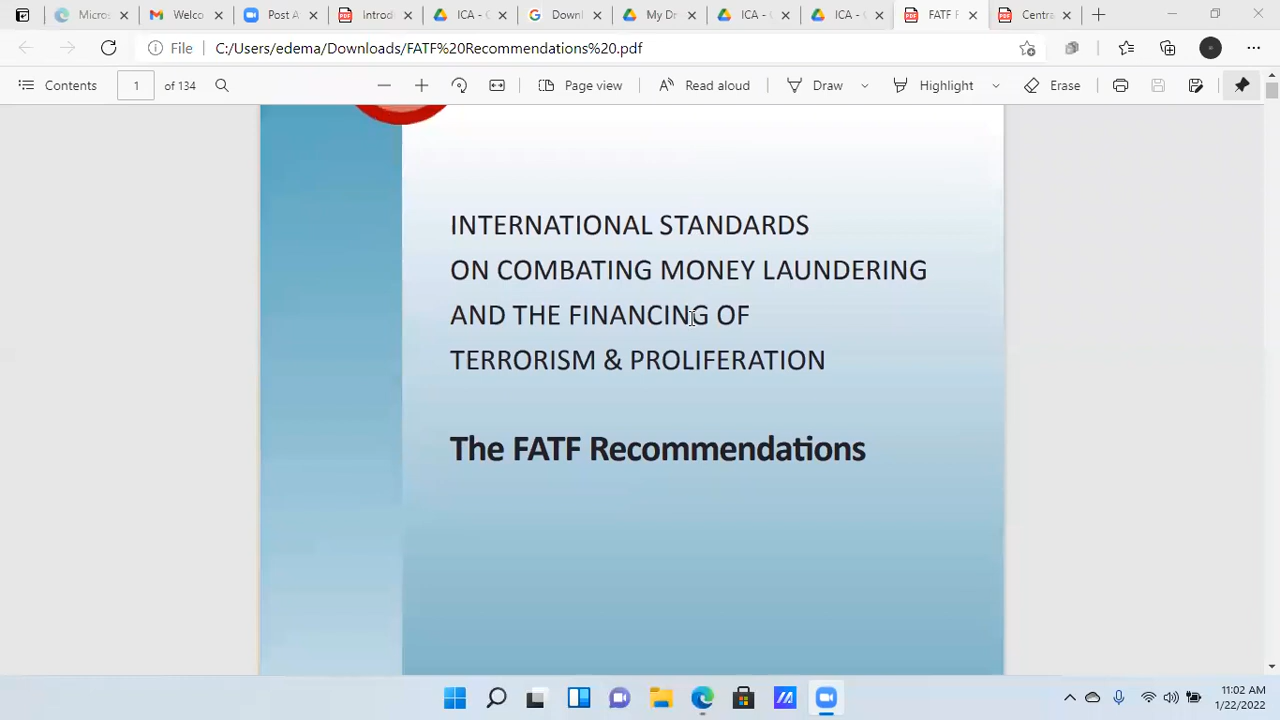 Micros
Welco
Post A
Introd
ICA - C
Downl
My Dr
ICA - C
ICA - C
FATF R
Centra
File
C:/Users/edema/Downloads/FATF%20Recommendations%20.pdf
Contents
1 of 134
Page view
Read aloud
Draw
Highlight
Erase
INTERNATIONAL STANDARDS
ON COMBATING MONEY LAUNDERING
AND THE FINANCING OF
TERRORISM & PROLIFERATION
The FATF Recommendations
11:02 AM
1/22/2022